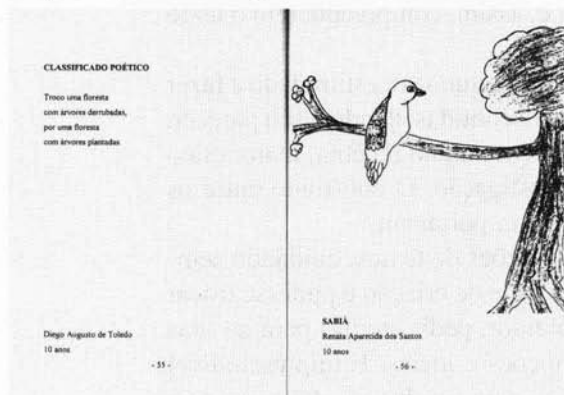 CLASSIFICADO POÉTICO
Troco uma floresta
com árvores derrubadas,
por uma floresta
com árvores plantadas.
Diego Augusto de Toledo
10 anos
- 55 -
SABIÁ
Renata Aparecida dos Santos
10 anos
- 56 -